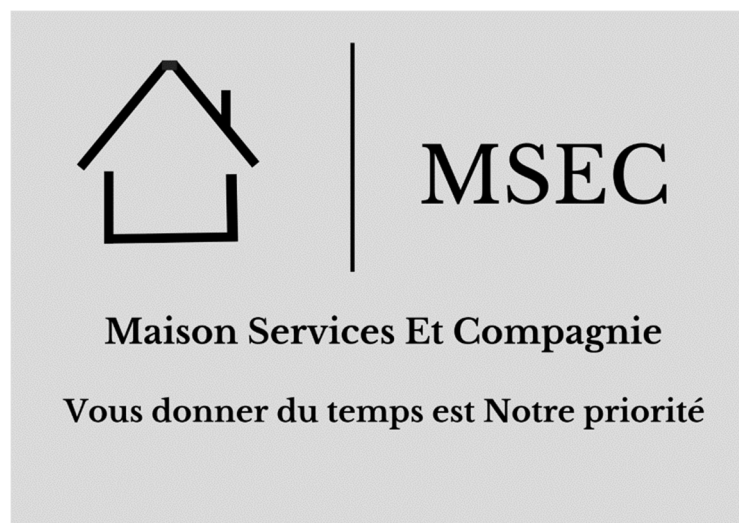 MSEC
Maison Services Et Compagnie
Vous donner du temps est Notre priorité